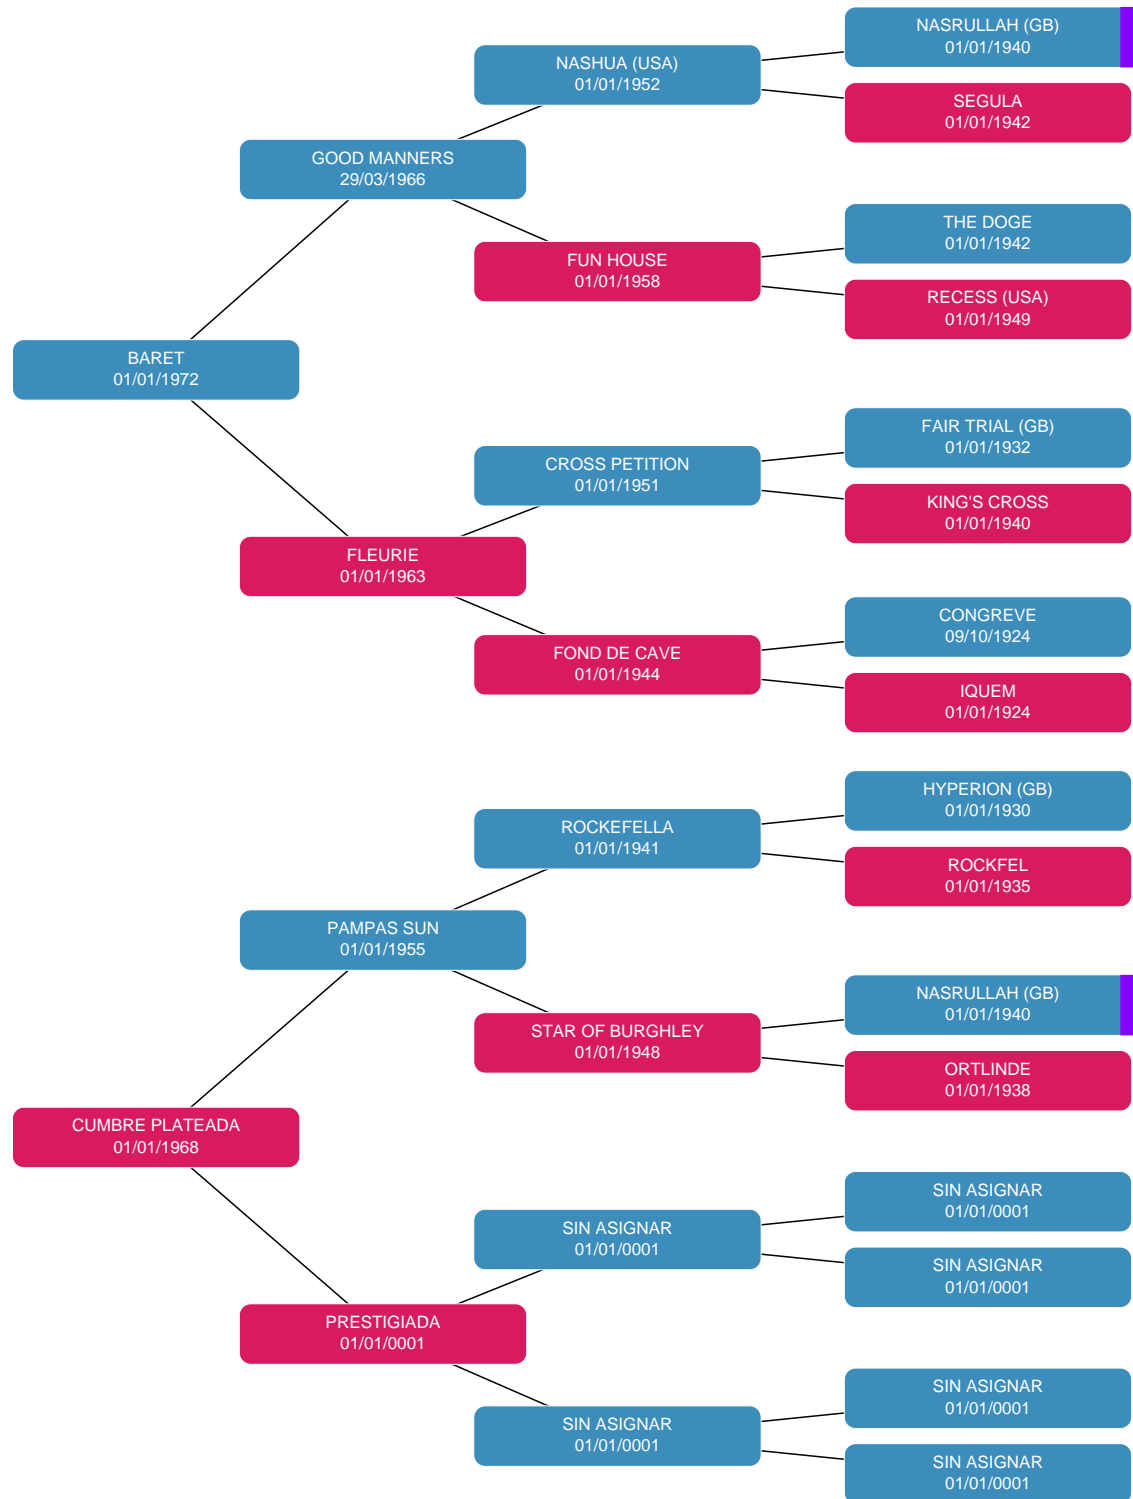 NASRULLAH (GB)
01/01/1940
NASHUA (USA)
01/01/1952
SEGULA
01/01/1942
GOOD MANNERS
29/03/1966
THE DOGE
01/01/1942
FUN HOUSE
01/01/1958
RECESS (USA)
01/01/1949
BARET
01/01/1972
FAIR TRIAL (GB)
01/01/1932
CROSS PETITION
01/01/1951
KING'S CROSS
01/01/1940
FLEURIE
01/01/1963
CONGREVE
09/10/1924
FOND DE CAVE
01/01/1944
IQUEM
01/01/1924
HYPERION (GB)
01/01/1930
ROCKEFELLA
01/01/1941
ROCKFEL
01/01/1935
PAMPAS SUN
01/01/1955
NASRULLAH (GB)
01/01/1940
STAR OF BURGHLEY
01/01/1948
ORTLINDE
01/01/1938
CUMBRE PLATEADA
01/01/1968
SIN ASIGNAR
01/01/0001
SIN ASIGNAR
01/01/0001
SIN ASIGNAR
01/01/0001
PRESTIGIADA
01/01/0001
SIN ASIGNAR
01/01/0001
SIN ASIGNAR
01/01/0001
SIN ASIGNAR
01/01/0001